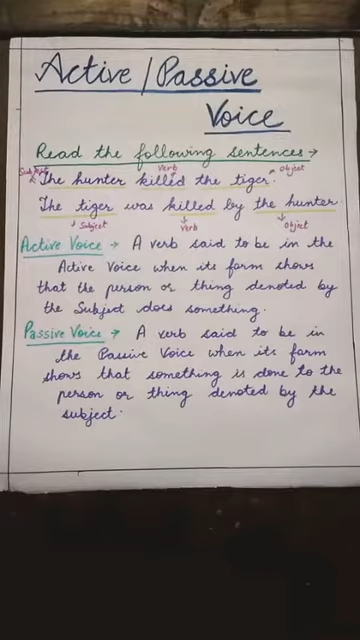 Active/Passive
Voice
Read the following sentences →
Subject Verb Object
The hunter killed the tiger.
The tiger was killed by the hunter.
Subject Verb Object
Active Voice → A verb said to be in the
Active Voice when its form shows
that the person or thing denoted by
the Subject does something.
Passive Voice → A verb said to be in
the Passive Voice when its form
shows that something is done to the
person or thing denoted by the
subject.